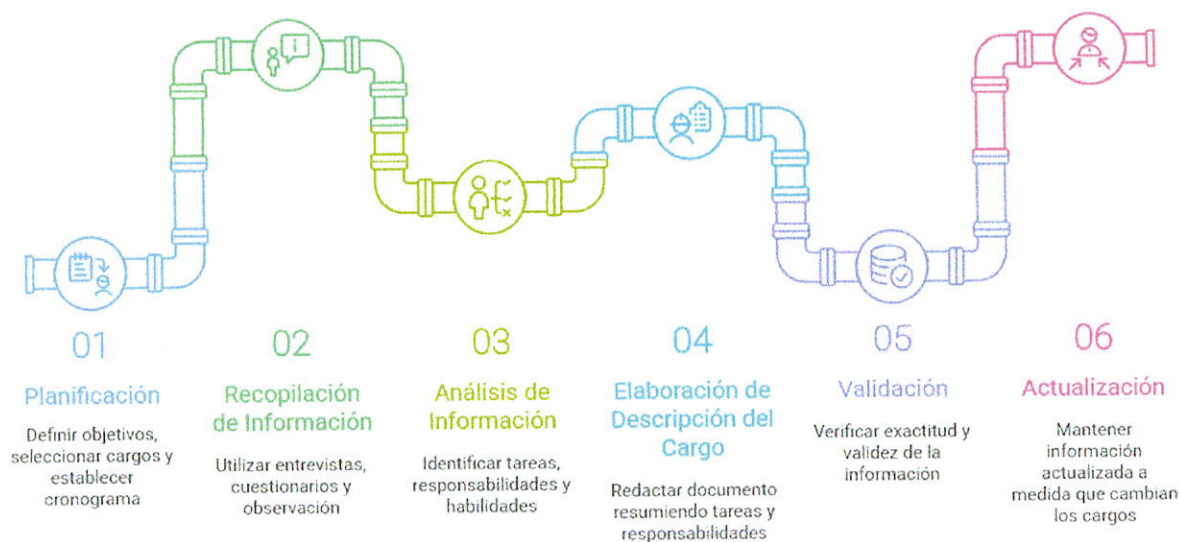 01
Planificación
Definir objetivos,
seleccionar cargos y
establecer
cronograma
02
Recopilación
de Información
Utilizar entrevistas,
cuestionarios y
observación
03
Análisis de
Información
Identificar tareas,
responsabilidades y
habilidades
04
Elaboración de
Descripción del
Cargo
Redactar documento
resumiendo tareas y
responsabilidades
05
Validación
Verificar exactitud y
validez de la
información
06
Actualización
Mantener
información
actualizada a
medida que cambian
los cargos